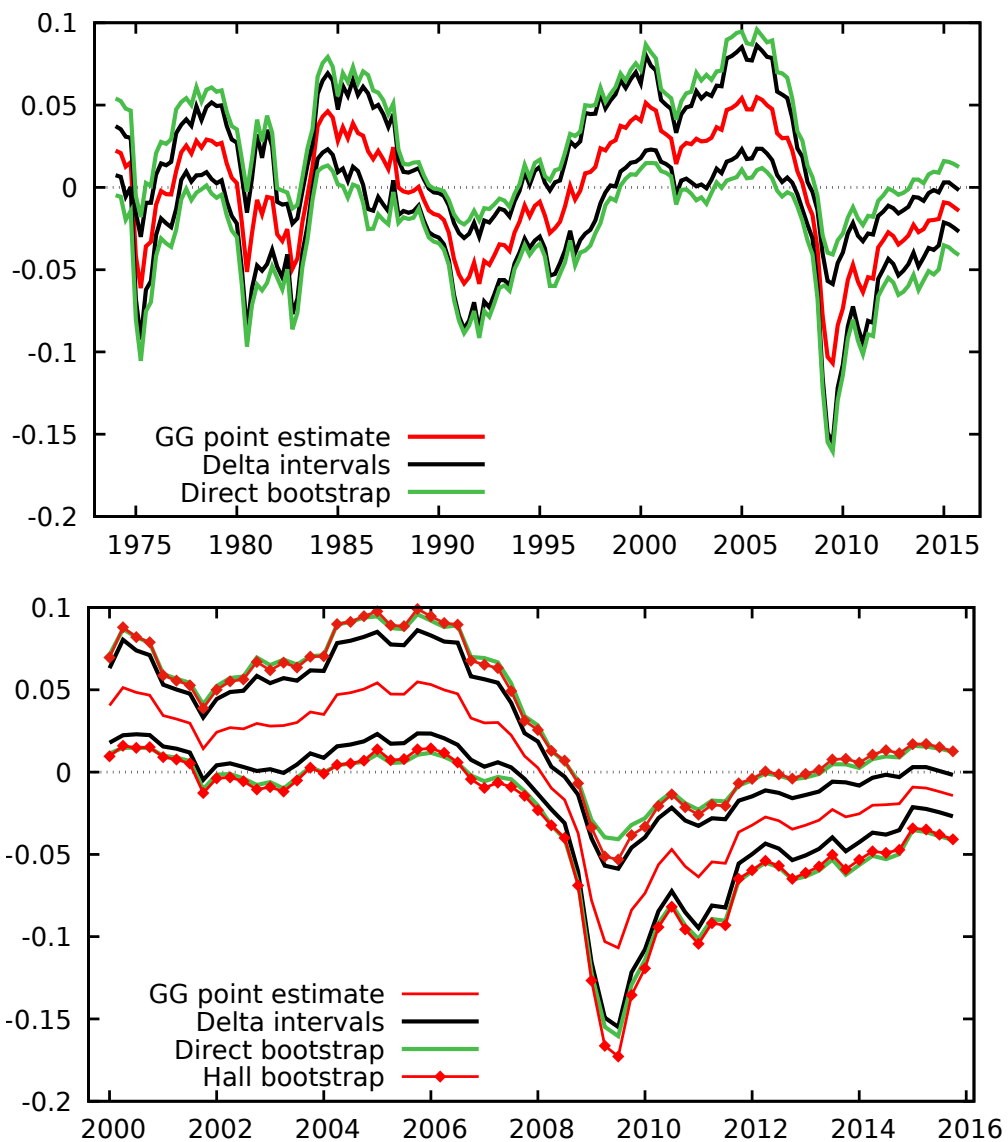 0.1
0.05
0
-0.05
-0.1
-0.15
-0.2
GG point estimate
Delta intervals
Direct bootstrap
1975 1980 1985 1990 1995 2000 2005 2010 2015
0.1
0.05
0
-0.05
-0.1
-0.15
-0.2
GG point estimate
Delta intervals
Direct bootstrap
Hall bootstrap
2000 2002 2004 2006 2008 2010 2012 2014 2016